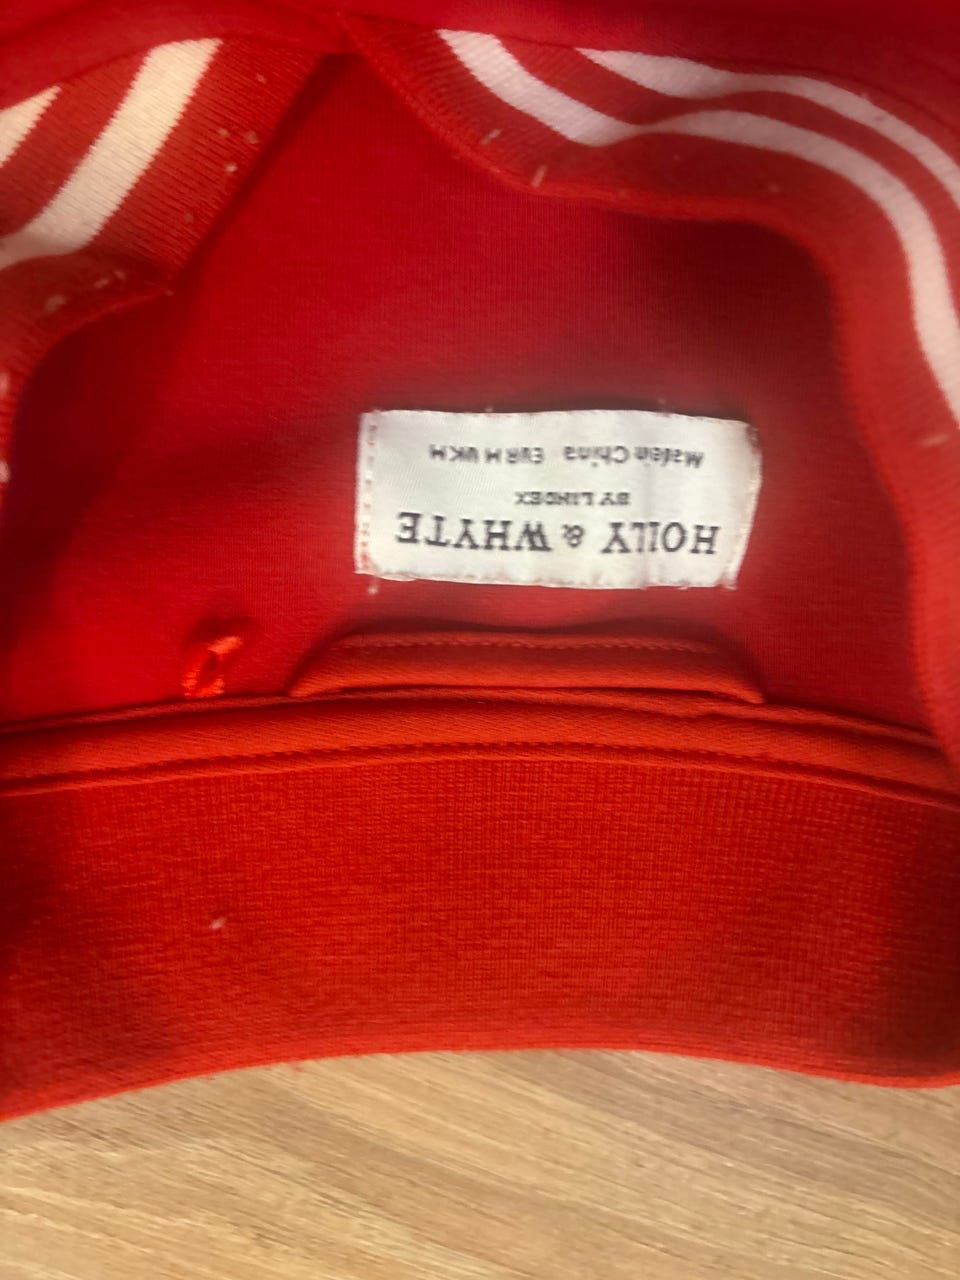 HOLLY & WHYTE
BY LINDEX
Made in China EUR M UK M